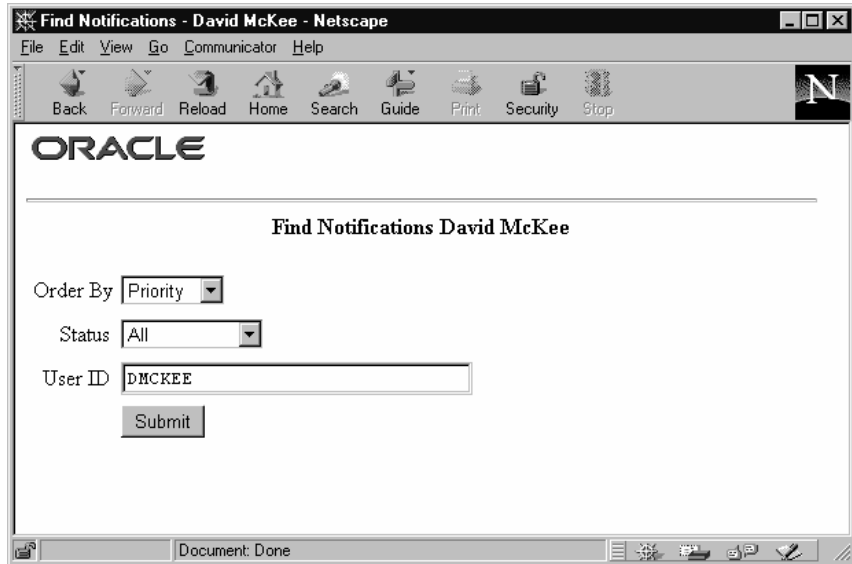 Find Notifications - David McKee - Netscape
File Edit View Go Communicator Help
Back Forward Reload Home Search Guide Print Security Stop
N
ORACLE
Find Notifications David McKee
Order By Priority
Status All
User ID DMCKEE
Submit
Document: Done